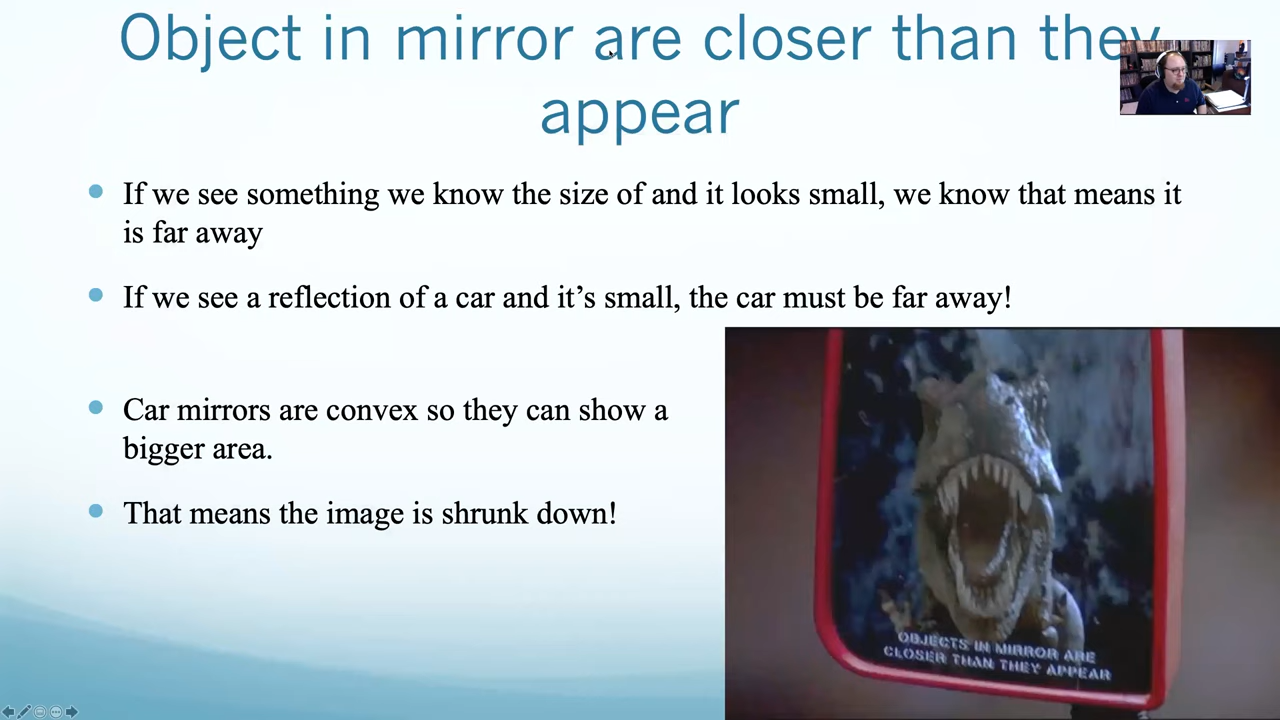 Object in mirror are closer than they
appear
If we see something we know the size of and it looks small, we know that means it
is far away
If we see a reflection of a car and it’s small, the car must be far away!
Car mirrors are convex so they can show a
bigger area.
That means the image is shrunk down!
OBJECTS IN MIRROR ARE
CLOSER THAN THEY APPEAR